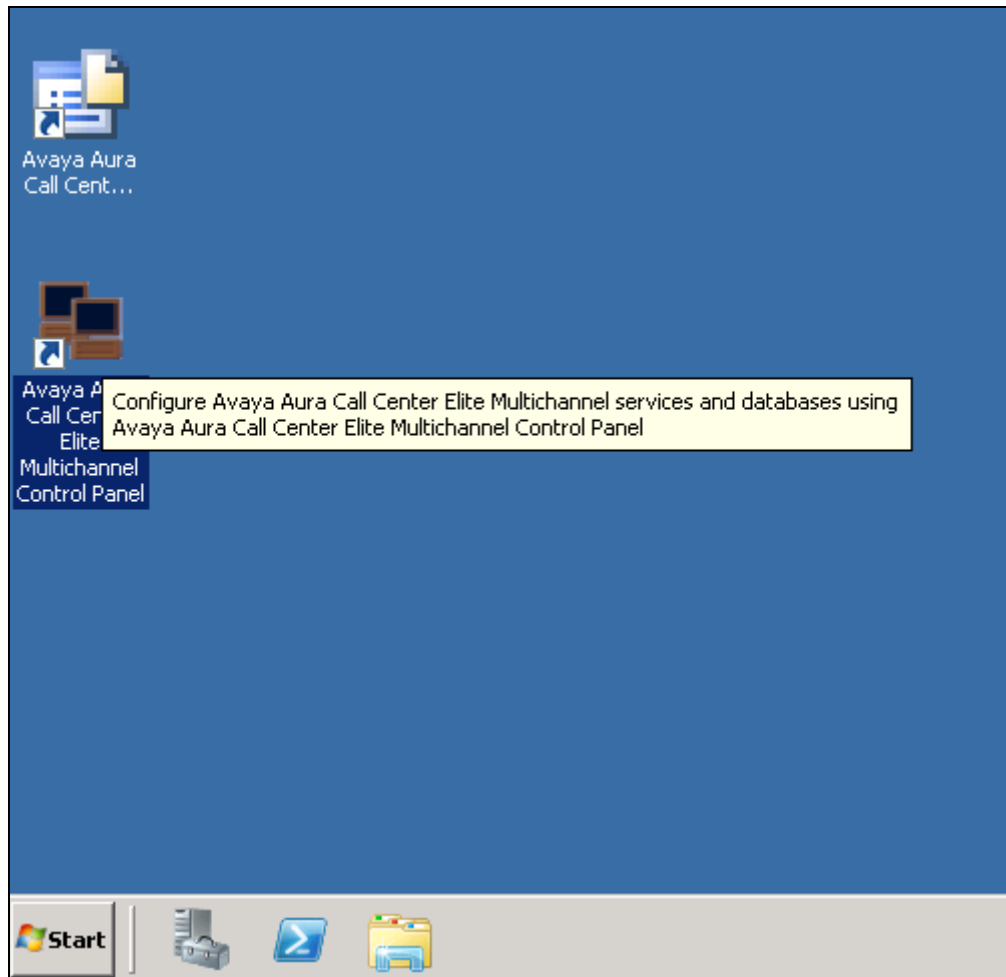 Avaya Aura
Call Cent...
Avaya A
Call Cer
Elite
Multichannel
Control Panel
Configure Avaya Aura Call Center Elite Multichannel services and databases using
Avaya Aura Call Center Elite Multichannel Control Panel
Start